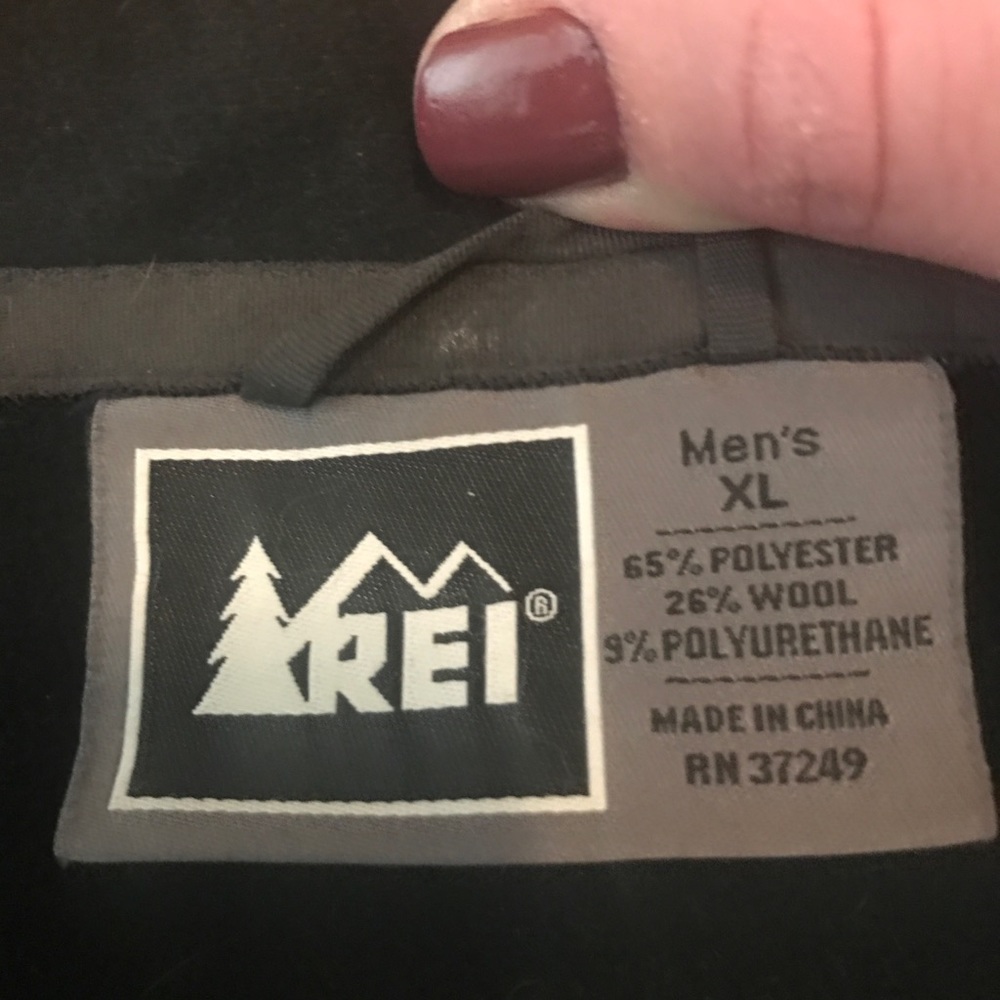 REI®
Men's
XL
65% POLYESTER
26% WOOL
9% POLYURETHANE
MADE IN CHINA
RN 37249